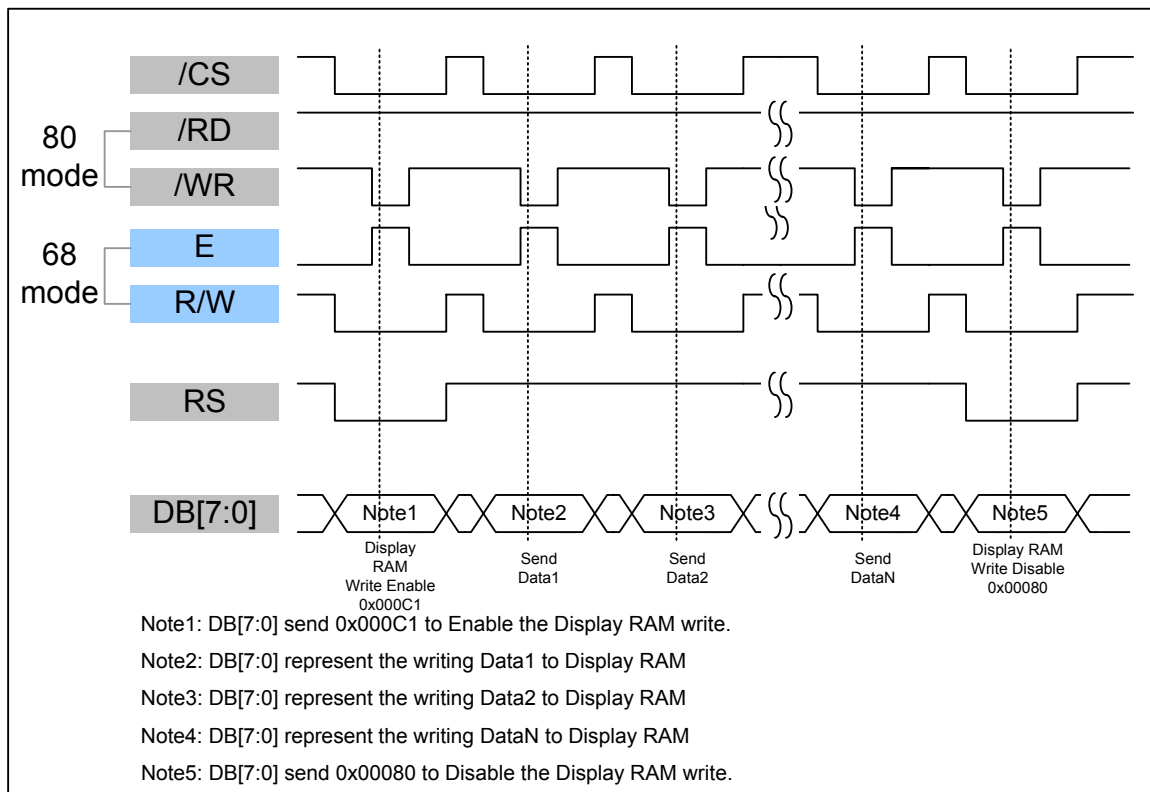 /CS
/RD
80
mode
/WR
E
68
mode
R/W
RS
DB[7:0]
Note1
Note2
Note3
Note4
Note5
Display
RAM
Write Enable
0x000C1
Send
Data1
Send
Data2
Send
DataN
Display RAM
Write Disable
0x00080
Note1: DB[7:0] send 0x000C1 to Enable the Display RAM write.
Note2: DB[7:0] represent the writing Data1 to Display RAM
Note3: DB[7:0] represent the writing Data2 to Display RAM
Note4: DB[7:0] represent the writing DataN to Display RAM
Note5: DB[7:0] send 0x00080 to Disable the Display RAM write.